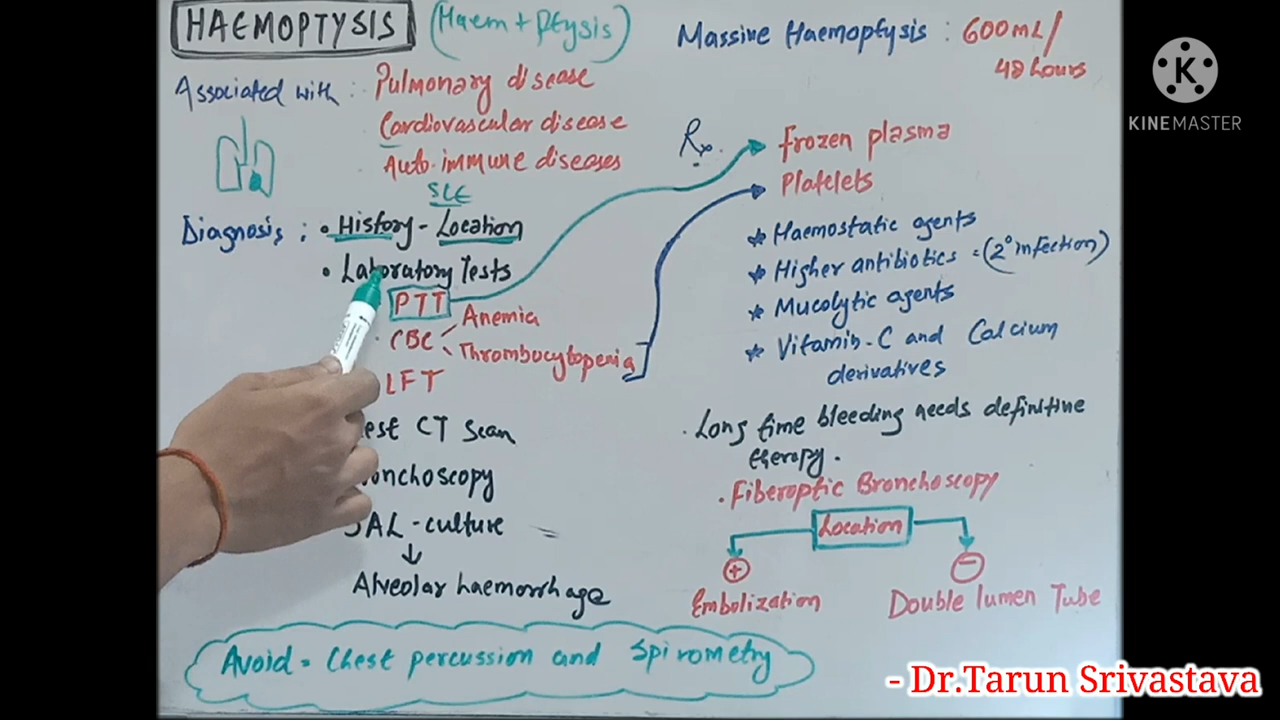 HAEMOPTYSIS (Haem + Ptysis)
Associated with : Pulmonary disease
Cardiovascular disease
Auto-immune diseases
SLE
Diagnosis : • History - Location
• Laboratory Tests
PTT
CBC Anemia
Thrombocytopenia
LFT
CT Scan
BAL - culture
Alveolar haemorrhage
Massive Haemoptysis : 600mL/
48 hours
Rx.
Frozen plasma
Platelets
* Haemostatic agents
* Higher antibiotics = (2° infection)
* Mucolytic agents
* Vitamin-C and Calcium
derivatives
. Long time bleeding needs definitive
therapy.
. Fiberoptic Bronchoscopy
Location
+ −
Embolization Double lumen Tube
Avoid = Chest percussion and Spirometry
K
KINEMASTER
- Dr.Tarun Srivastava